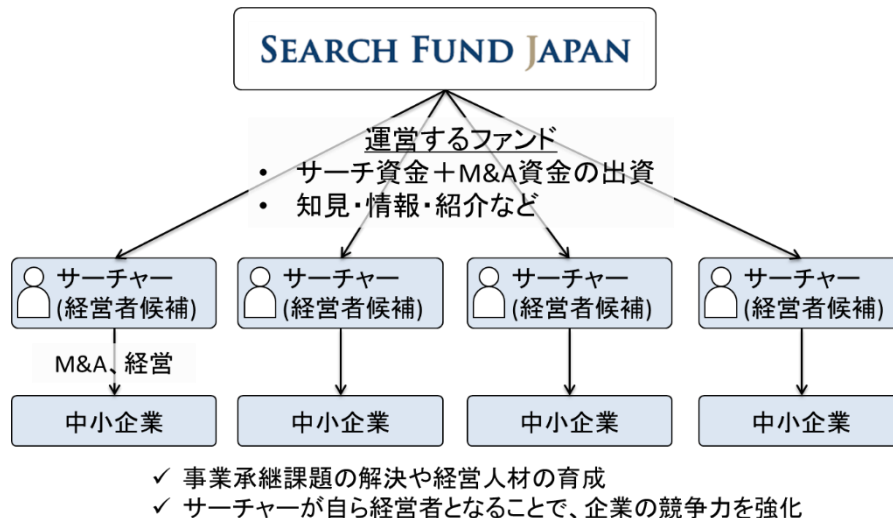 SEARCH FUND JAPAN
運営するファンド
• サーチ資金＋M&A資金の出資
• 知見・情報・紹介など
サーチャー
(経営者候補)
サーチャー
(経営者候補)
サーチャー
(経営者候補)
サーチャー
(経営者候補)
M&A、経営
中小企業
中小企業
中小企業
中小企業
✓ 事業承継課題の解決や経営人材の育成
✓ サーチャーが自ら経営者となることで、企業の競争力を強化